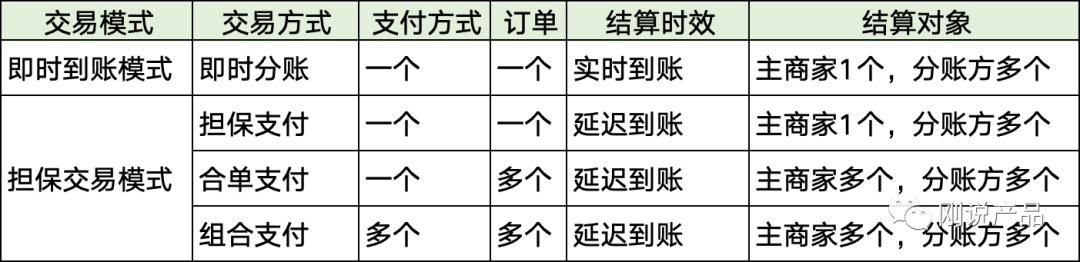 交易模式 交易方式 支付方式 订单 结算时效 结算对象
即时到账模式 即时分账 一个 一个 实时到账 主商家1个，分账方多个
担保支付 一个 一个 延迟到账 主商家1个，分账方多个
担保交易模式 合单支付 一个 多个 延迟到账 主商家多个，分账方多个
组合支付 多个 多个 延迟到账 主商家多个，分账方多个
刚说产品